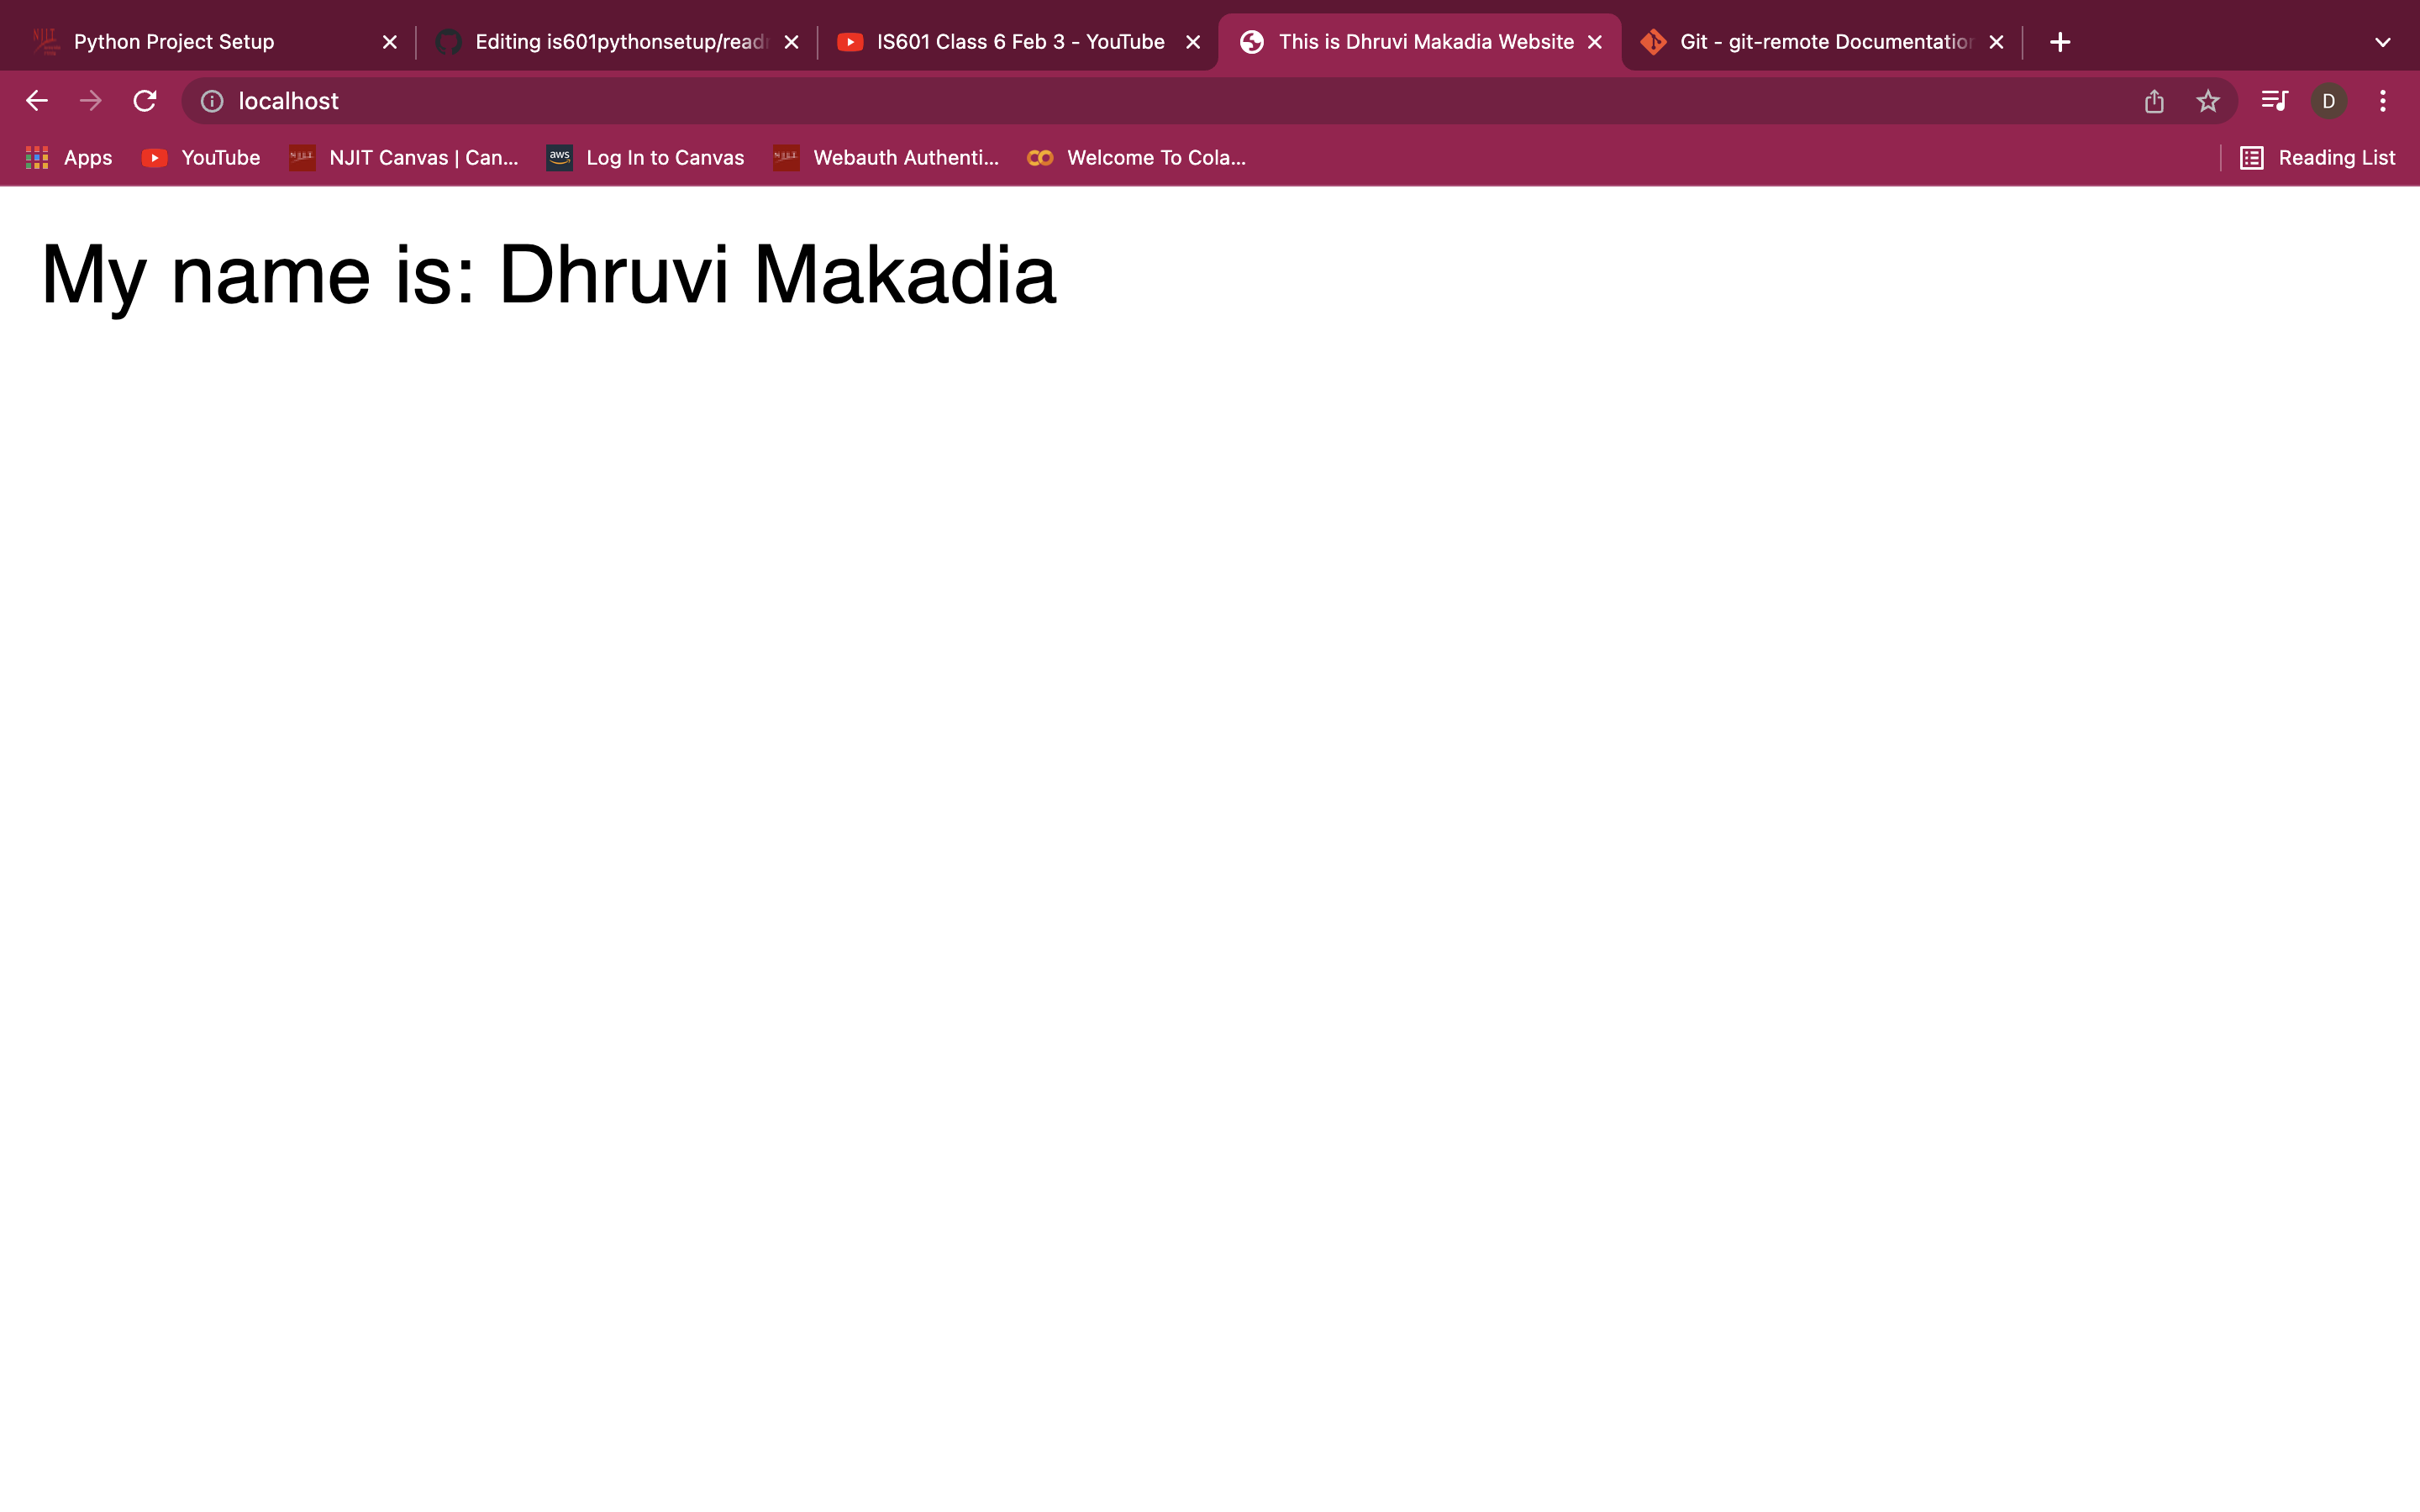 Python Project Setup
Editing is601pythonsetup/read
IS601 Class 6 Feb 3 - YouTube
This is Dhruvi Makadia Website
Git - git-remote Documentation
localhost
D
Apps
YouTube
NJIT Canvas | Can...
aws
Log In to Canvas
Webauth Authenti...
Welcome To Cola...
Reading List
My name is: Dhruvi Makadia